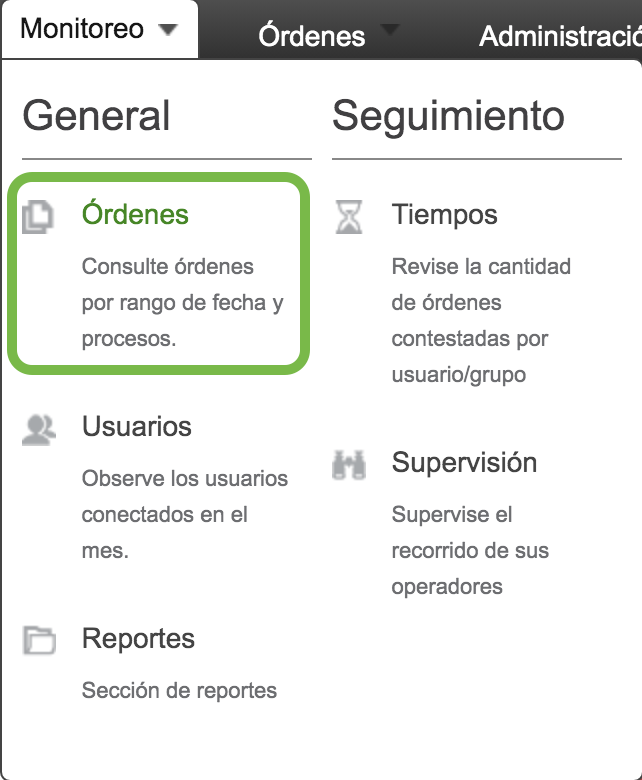 Monitoreo
Órdenes
Administració
General
Órdenes
Consulte órdenes
por rango de fecha y
procesos.
Usuarios
Observe los usuarios
conectados en el
mes.
Reportes
Sección de reportes
Seguimiento
Tiempos
Revise la cantidad
de órdenes
contestadas por
usuario/grupo
Supervisión
Supervise el
recorrido de sus
operadores